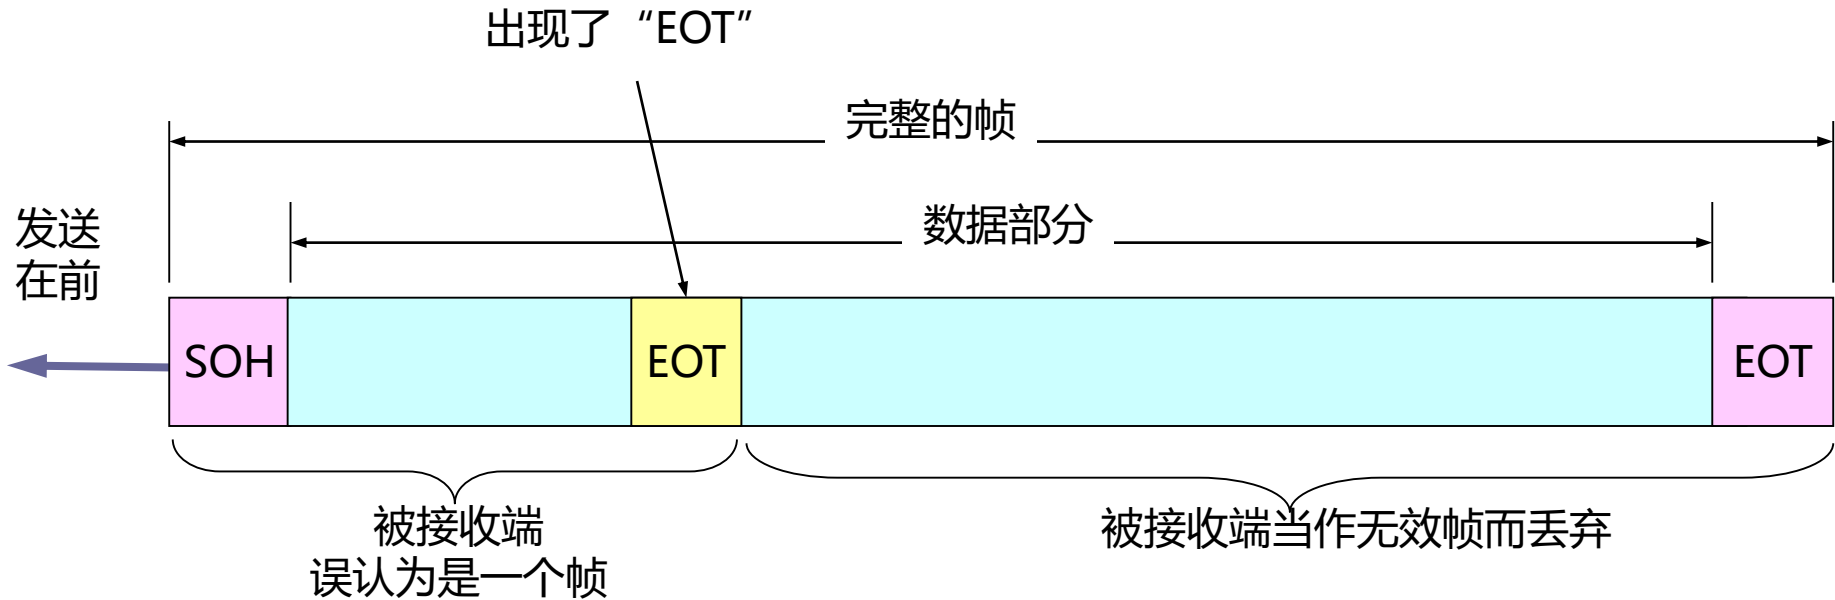 出现了“EOT”
完整的帧
数据部分
发送
在前
SOH
EOT
EOT
被接收端
误认为是一个帧
被接收端当作无效帧而丢弃